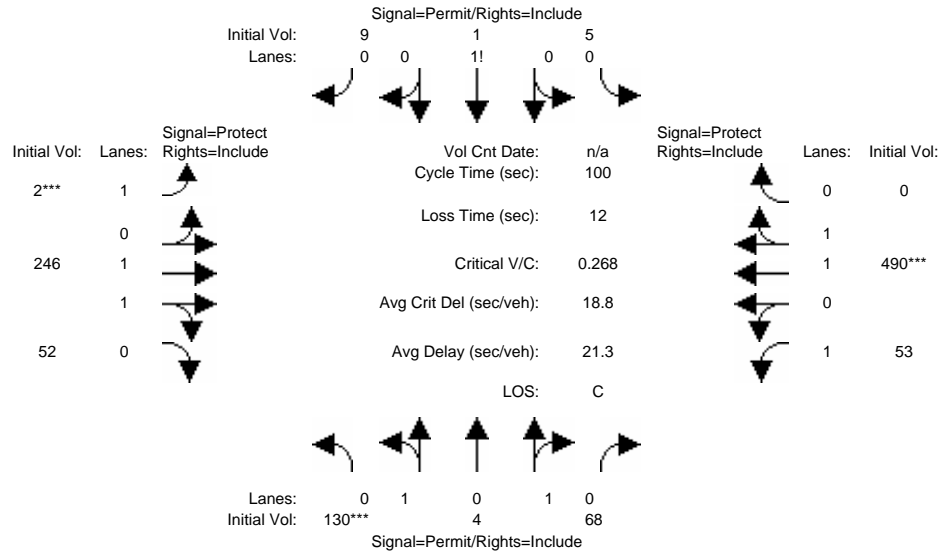 Signal=Permit/Rights=Include
Initial Vol: 9 1 5
Lanes: 0 0 1! 0 0
Signal=Protect
Initial Vol: Lanes: Rights=Include
Vol Cnt Date: n/a
Signal=Protect
Rights=Include Lanes: Initial Vol:
Cycle Time (sec): 100
2*** 1
0 0
Loss Time (sec): 12
0
1
246 1
Critical V/C: 0.268
1 490***
1
Avg Crit Del (sec/veh): 18.8
0
52 0
Avg Delay (sec/veh): 21.3
1 53
LOS: C
Lanes: 0 1 0 1 0
Initial Vol: 130*** 4 68
Signal=Permit/Rights=Include